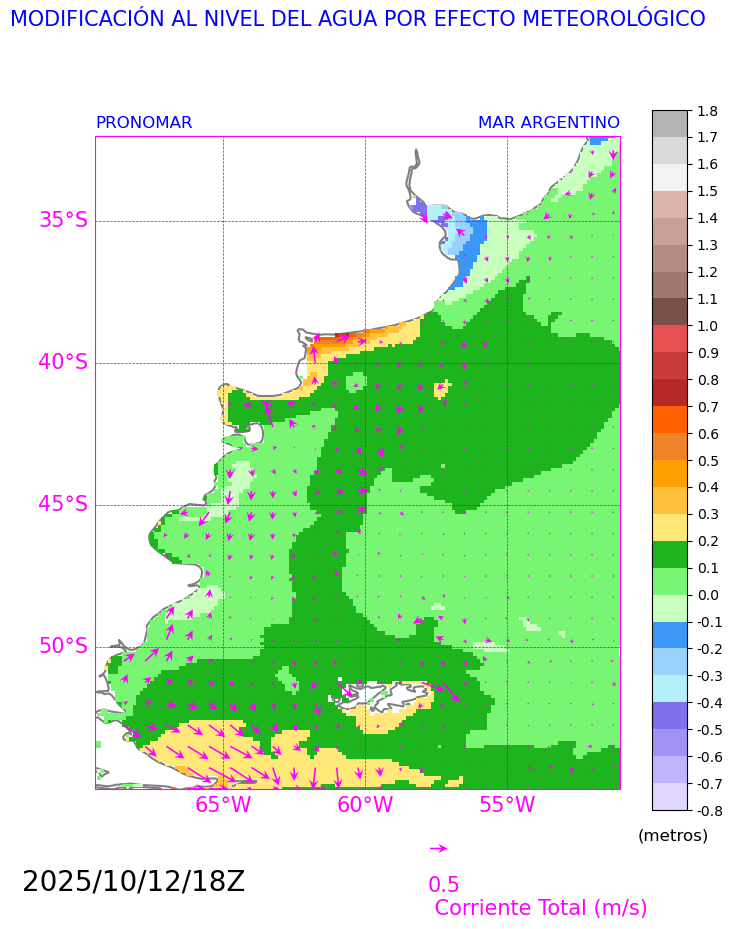 MODIFICACIÓN AL NIVEL DEL AGUA POR EFECTO METEOROLÓGICO
PRONOMAR
MAR ARGENTINO
35°S
40°S
45°S
50°S
65°W
60°W
55°W
1.8
1.7
1.6
1.5
1.4
1.3
1.2
1.1
1.0
0.9
0.8
0.7
0.6
0.5
0.4
0.3
0.2
0.1
0.0
-0.1
-0.2
-0.3
-0.4
-0.5
-0.6
-0.7
-0.8
(metros)
2025/10/12/18Z
0.5
Corriente Total (m/s)